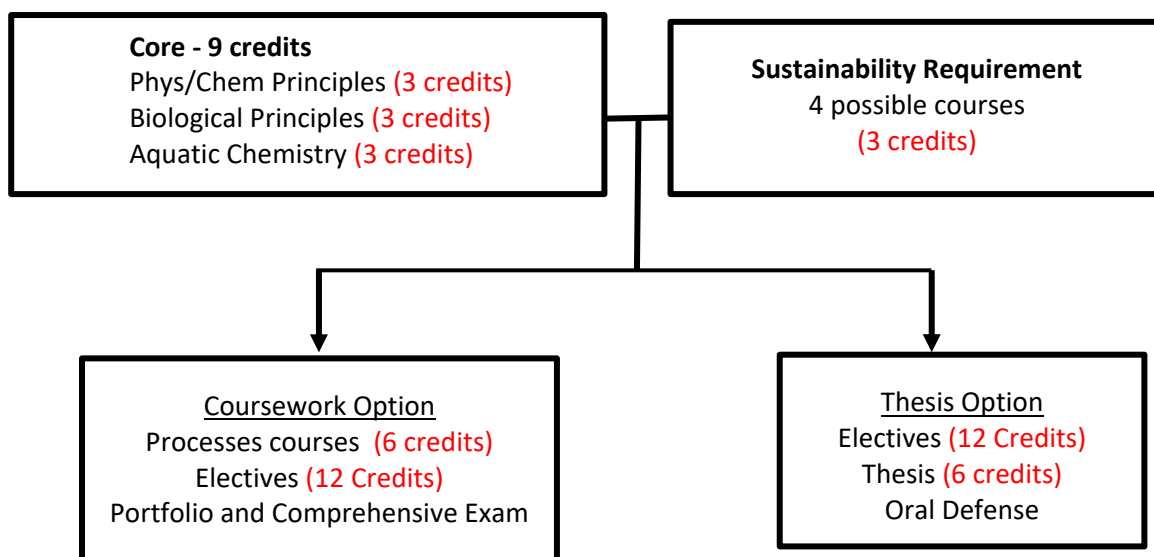 Core - 9 credits
Phys/Chem Principles (3 credits)
Biological Principles (3 credits)
Aquatic Chemistry (3 credits)
Sustainability Requirement
4 possible courses
(3 credits)
Coursework Option
Processes courses (6 credits)
Electives (12 Credits)
Portfolio and Comprehensive Exam
Thesis Option
Electives (12 Credits)
Thesis (6 credits)
Oral Defense